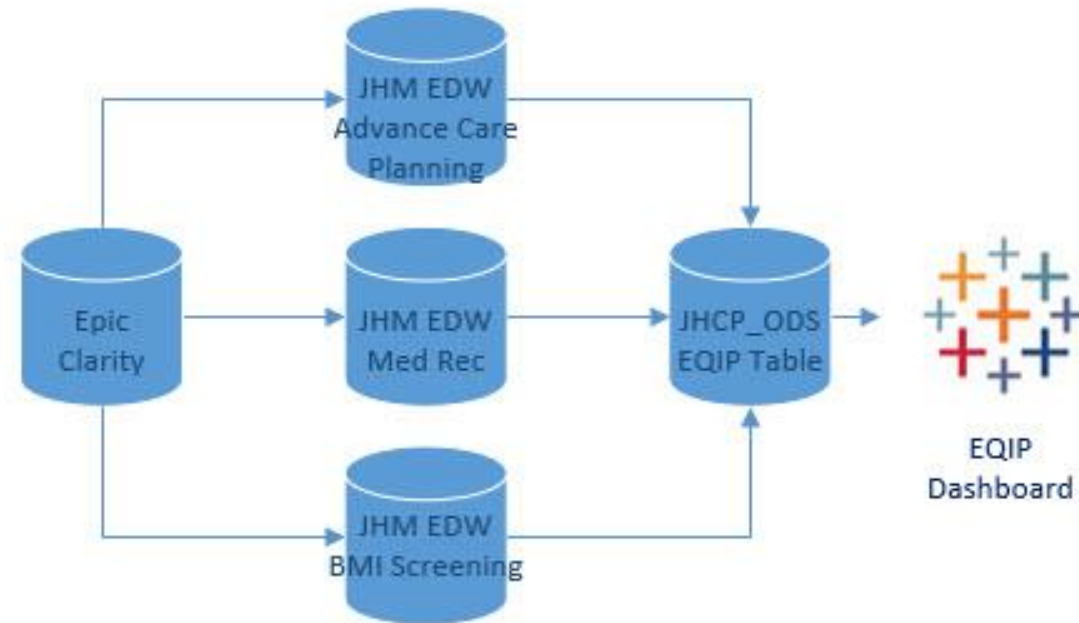 JHM EDW
Advance Care
Planning
Epic
Clarity
JHM EDW
Med Rec
JHCP_ODS
EQIP Table
EQIP
Dashboard
JHM EDW
BMI Screening